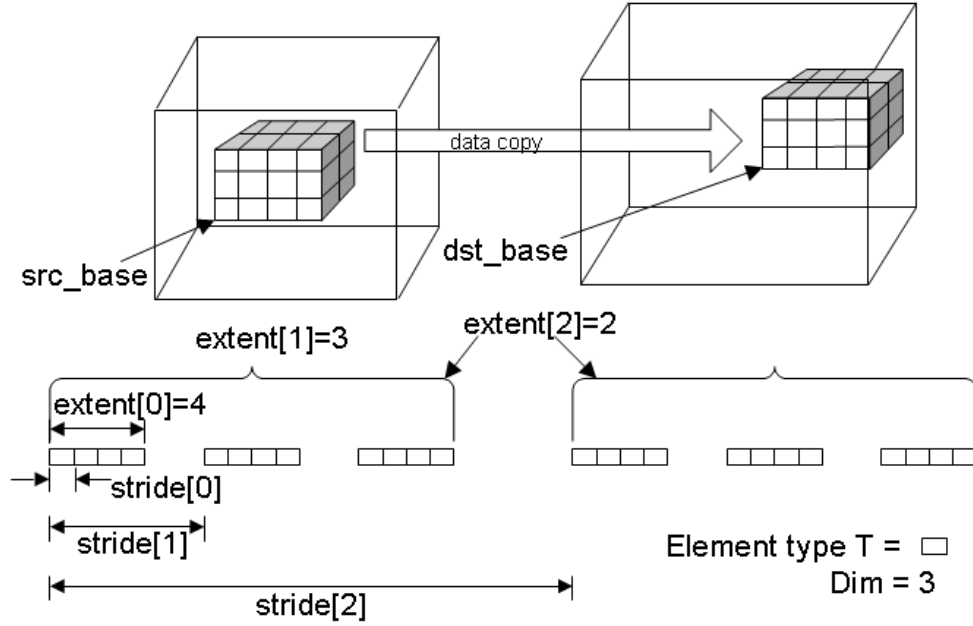 data copy
src_base
dst_base
extent[1]=3
extent[2]=2
extent[0]=4
stride[0]
stride[1]
stride[2]
Element type T =
Dim = 3